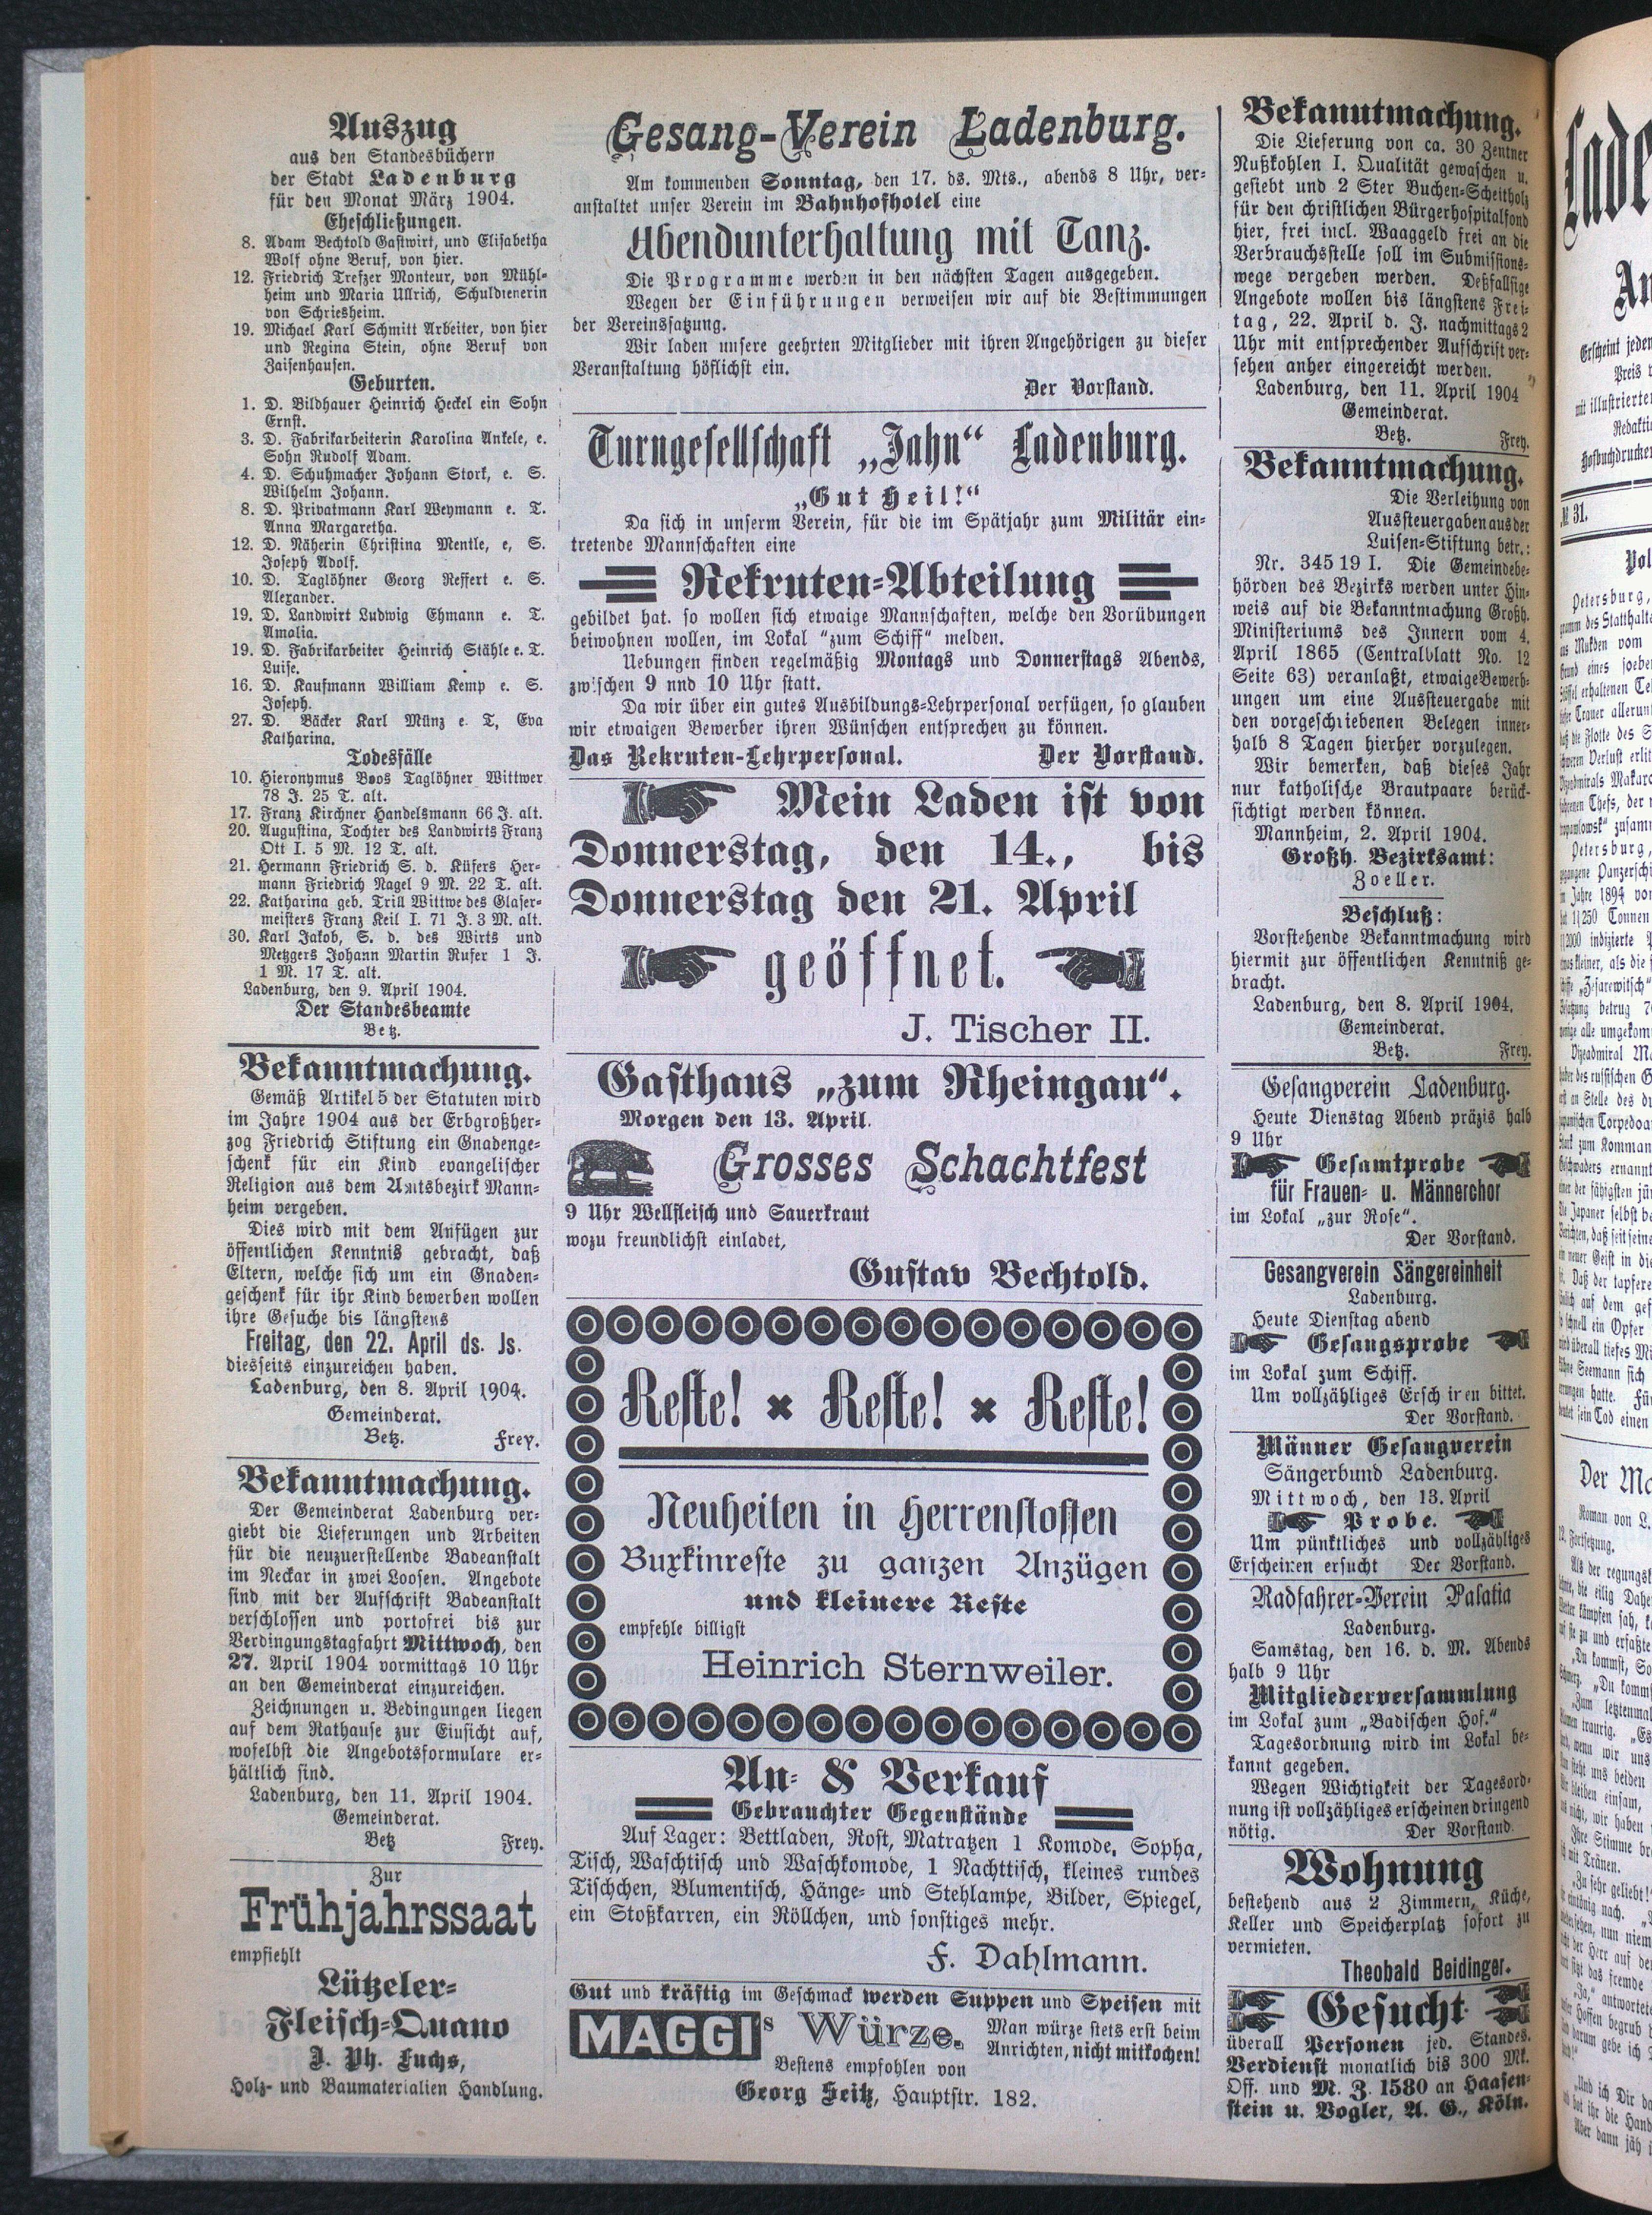 Auszug
aus den Standesbüchern
der Stadt Ladenburg
für den Monat März 1904.
Eheschließungen.
8. Adam Bechtold Gastwirt, und Elisabetha
Wolf ohne Beruf, von hier.
12. Friedrich Trefzer Monteur, von Mühl-
heim und Maria Ullrich, Schuldienerin
von Schriesheim.
19. Michael Karl Schmitt Arbeiter, von hier
und Regina Stein, ohne Beruf von
Zaisenhausen.
Geburten.
1. D. Bildhauer Heinrich Heckel ein Sohn
Ernst.
3. D. Fabrikarbeiterin Karolina Ankele, e.
Sohn Rudolf Adam.
4. D. Schuhmacher Johann Stork, e. S.
Wilhelm Johann.
8. D. Privatmann Karl Weymann e. T.
Anna Margaretha.
12. D. Näherin Christina Mentle, e, S.
Joseph Adolf.
10. D. Taglöhner Georg Reffert e. S.
Alexander.
19. D. Landwirt Ludwig Ehmann e. T.
Amalia.
19. D. Fabrikarbeiter Heinrich Stähle e. T.
Luise.
16. D. Kaufmann William Kemp e. S.
Joseph.
27. D. Bäcker Karl Münz e. T, Eva
Katharina.
Todesfälle
10. Hieronymus Boos Taglöhner Wittwer
78 J. 25 T. alt.
17. Franz Kirchner Handelsmann 66 J. alt.
20. Augustina, Tochter des Landwirts Franz
Ott I. 5 M. 12 T. alt.
21. Hermann Friedrich S. d. Küfers Her-
mann Friedrich Nagel 9 M. 22 T. alt.
22. Katharina geb. Trill Wittwe des Glaser-
meisters Franz Keil I. 71 J. 3 M. alt.
30. Karl Jakob, S. d. des Wirts und
Metzgers Johann Martin Rufer 1 J.
1 M. 17 T. alt.
Ladenburg, den 9. April 1904.
Der Standesbeamte
Betz.
Bekanntmachung.
Gemäß Artikel 5 der Statuten wird
im Jahre 1904 aus der Erbgroßher-
zog Friedrich Stiftung ein Gnadenge-
schenk für ein Kind evangelischer
Religion aus dem Amtsbezirk Mann-
heim vergeben.
Dies wird mit dem Anfügen zur
öffentlichen Kenntnis gebracht, daß
Eltern, welche sich um ein Gnaden-
geschenk für ihr Kind bewerben wollen
ihre Gesuche bis längstens
Freitag, den 22. April ds. Js.
diesseits einzureichen haben.
Ladenburg, den 8. April 1904.
Gemeinderat.
Betz. Frey.
Bekanntmachung.
Der Gemeinderat Ladenburg ver-
giebt die Lieferungen und Arbeiten
für die neuzuerstellende Badeanstalt
im Neckar in zwei Loosen. Angebote
sind mit der Aufschrift Badeanstalt
verschlossen und portofrei bis zur
Verdingungstagfahrt Mittwoch, den
27. April 1904 vormittags 10 Uhr
an den Gemeinderat einzureichen.
Zeichnungen u. Bedingungen liegen
auf dem Rathause zur Einsicht auf,
woselbst die Angebotsformulare er-
hältlich sind.
Ladenburg, den 11. April 1904.
Gemeinderat.
Betz Frey.
Zur
Frühjahrssaat
empfiehlt
Lützeler-
Fleisch-Quano
J. Ph. Fuchs,
Holz- und Baumaterialien Handlung.
Gesang-Verein Ladenburg.
Am kommenden Sonntag, den 17. ds. Mts., abends 8 Uhr, ver-
anstaltet unser Verein im Bahnhofhotel eine
Abendunterhaltung mit Tanz.
Die Programme werden in den nächsten Tagen ausgegeben.
Wegen der Einführungen verweisen wir auf die Bestimmungen
der Vereinssatzung.
Wir laden unsere geehrten Mitglieder mit ihren Angehörigen zu dieser
Veranstaltung höflichst ein.
Der Vorstand.
Turngesellschaft „Jahn“ Ladenburg.
„Gut Heil!“
Da sich in unserm Verein, für die im Spätjahr zum Militär ein-
tretende Mannschaften eine
Rekruten-Abteilung
gebildet hat. so wollen sich etwaige Mannschaften, welche den Vorübungen
beiwohnen wollen, im Lokal "zum Schiff" melden.
Uebungen finden regelmäßig Montags und Donnerstags Abends,
zwischen 9 nnd 10 Uhr statt.
Da wir über ein gutes Ausbildungs-Lehrpersonal verfügen, so glauben
wir etwaigen Bewerber ihren Wünschen entsprechen zu können.
Das Rekruten-Lehrpersonal. Der Vorstand.
Mein Laden ist von
Donnerstag, den 14., bis
Donnerstag den 21. April
geöffnet.
J. Tischer II.
Gasthaus „zum Rheingau“.
Morgen den 13. April.
Grosses Schachtfest
9 Uhr Wellfleisch und Sauerkraut
wozu freundlichst einladet,
Gustav Bechtold.
Reste! × Reste! × Reste!
Neuheiten in Herrenstoffen
Buxkinreste zu ganzen Anzügen
und kleinere Reste
empfehle billigst
Heinrich Sternweiler.
An- & Verkauf
Gebrauchter Gegenstände
Auf Lager: Bettladen, Rost, Matratzen 1 Komode, Sopha,
Tisch, Waschtisch und Waschkomode, 1 Nachttisch, kleines rundes
Tischchen, Blumentisch, Hänge- und Stehlampe, Bilder, Spiegel,
ein Stoßkarren, ein Röllchen, und sonstiges mehr.
F. Dahlmann.
Gut und kräftig im Geschmack werden Suppen und Speisen mit
MAGGIs Würze. Man würze stets erst beim
Anrichten, nicht mitkochen!
Bestens empfohlen von
Georg Seitz, Hauptstr. 182.
Bekanntmachung.
Die Lieferung von ca. 30 Zentner
Nußkohlen I. Qualität gewaschen u.
gesiebt und 2 Ster Buchen-Scheitholz
für den christlichen Bürgerhospitalfond
hier, frei incl. Waaggeld frei an die
Verbrauchsstelle soll im Submissions-
wege vergeben werden. Deßfallsige
Angebote wollen bis längstens Frei-
tag, 22. April d. J. nachmittags 2
Uhr mit entsprechender Aufschrift ver-
sehen anher eingereicht werden.
Ladenburg, den 11. April 1904
Gemeinderat.
Betz. Frey.
Bekanntmachung.
Die Verleihung von
Aussteuergaben aus der
Luisen-Stiftung betr.:
Nr. 34519 I. Die Gemeindebe-
hörden des Bezirks werden unter Hin-
weis auf die Bekanntmachung Großh.
Ministeriums des Innern vom 4.
April 1865 (Centralblatt No. 12
Seite 63) veranlaßt, etwaige Bewerb-
ungen um eine Aussteuergabe mit
den vorgeschriebenen Belegen inner-
halb 8 Tagen hierher vorzulegen.
Wir bemerken, daß dieses Jahr
nur katholische Brautpaare berück-
sichtigt werden können.
Mannheim, 2. April 1904.
Großh. Bezirksamt:
Zoeller.
Beschluß:
Vorstehende Bekanntmachung wird
hiermit zur öffentlichen Kenntniß ge-
bracht.
Ladenburg, den 8. April 1904.
Gemeinderat.
Betz. Frey.
Gesangverein Ladenburg.
Heute Dienstag Abend präzis halb
9 Uhr
Gesamtprobe
für Frauen- u. Männerchor
im Lokal „zur Rose“.
Der Vorstand.
Gesangverein Sängereinheit
Ladenburg.
Heute Dienstag abend
Gesangsprobe
im Lokal zum Schiff.
Um vollzähliges Ersch iren bittet.
Der Vorstand.
Männer Gesangverein
Sängerbund Ladenburg.
Mittwoch, den 13. April
Probe.
Um pünktliches und vollzähliges
Erscheinen ersucht Der Vorstand.
Radfahrer-Verein Palatia
Ladenburg.
Samstag, den 16. d. M. Abends
halb 9 Uhr
Mitgliederversammlung
im Lokal zum „Badischen Hof.“
Tagesordnung wird im Lokal be-
kannt gegeben.
Wegen Wichtigkeit der Tagesord-
nung ist vollzähliges erscheinen dringend
nötig. Der Vorstand.
Wohnung
bestehend aus 2 Zimmern, Küche,
Keller und Speicherplatz sofort zu
vermieten.
Theobald Beidinger.
Gesucht
überall Personen jed. Standes.
Verdienst monatlich bis 300 Mk.
Off. und M. Z. 1580 an Haasen-
stein u. Vogler, A. G., Köln.
№ 31.